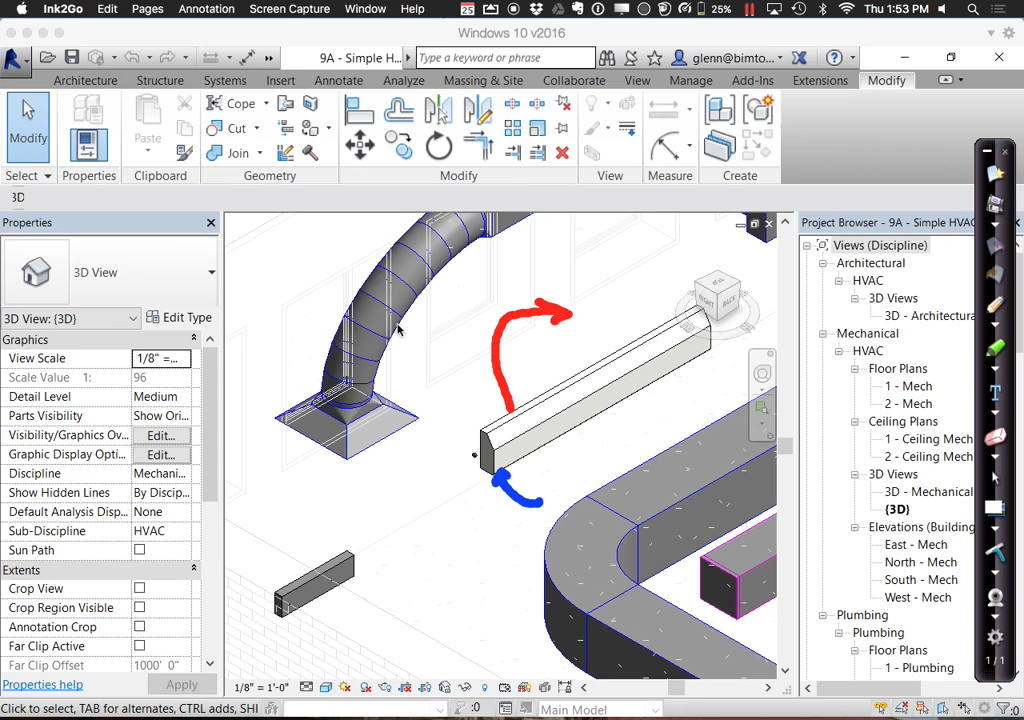 Ink2Go Edit Pages Annotation Screen Capture Window Help 25 25% Thu 1:53 PM
Windows 10 v2016
9A - Simple H... Type a keyword or phrase glenn@bimto...
Architecture Structure Systems Insert Annotate Analyze Massing & Site Collaborate View Manage Add-Ins Extensions Modify
Modify
Paste
Cope
Cut
Join
Select Properties Clipboard Geometry Modify View Measure Create
3D
Properties
3D View
3D View: {3D} Edit Type
Graphics
View Scale 1/8" =...
Scale Value 1: 96
Detail Level Medium
Parts Visibility Show Ori...
Visibility/Graphics Ov... Edit...
Graphic Display Opti... Edit...
Discipline Mechani...
Show Hidden Lines By Discip...
Default Analysis Disp... None
Sub-Discipline HVAC
Sun Path
Extents
Crop View
Crop Region Visible
Annotation Crop
Far Clip Active
Far Clip Offset 1000' 0"
Properties help Apply
RIGHT BACK
1/8" = 1'-0"
Project Browser - 9A - Simple HVAC
Views (Discipline)
Architectural
HVAC
3D Views
3D - Architectura
Mechanical
HVAC
Floor Plans
1 - Mech
2 - Mech
Ceiling Plans
1 - Ceiling Mech
2 - Ceiling Mech
3D Views
3D - Mechanical
{3D}
Elevations (Building
East - Mech
North - Mech
South - Mech
West - Mech
Plumbing
Plumbing
Floor Plans
1 - Plumbing
T
1 / 1
Click to select, TAB for alternates, CTRL adds, SHI :0 Main Model :0